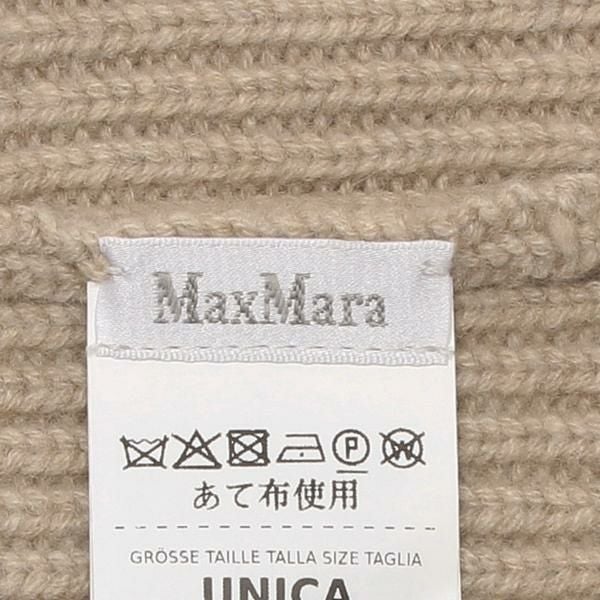 MaxMara
P W
あて布使用
GRÖSSE TAILLE TALLA SIZE TAGLIA
UNICA